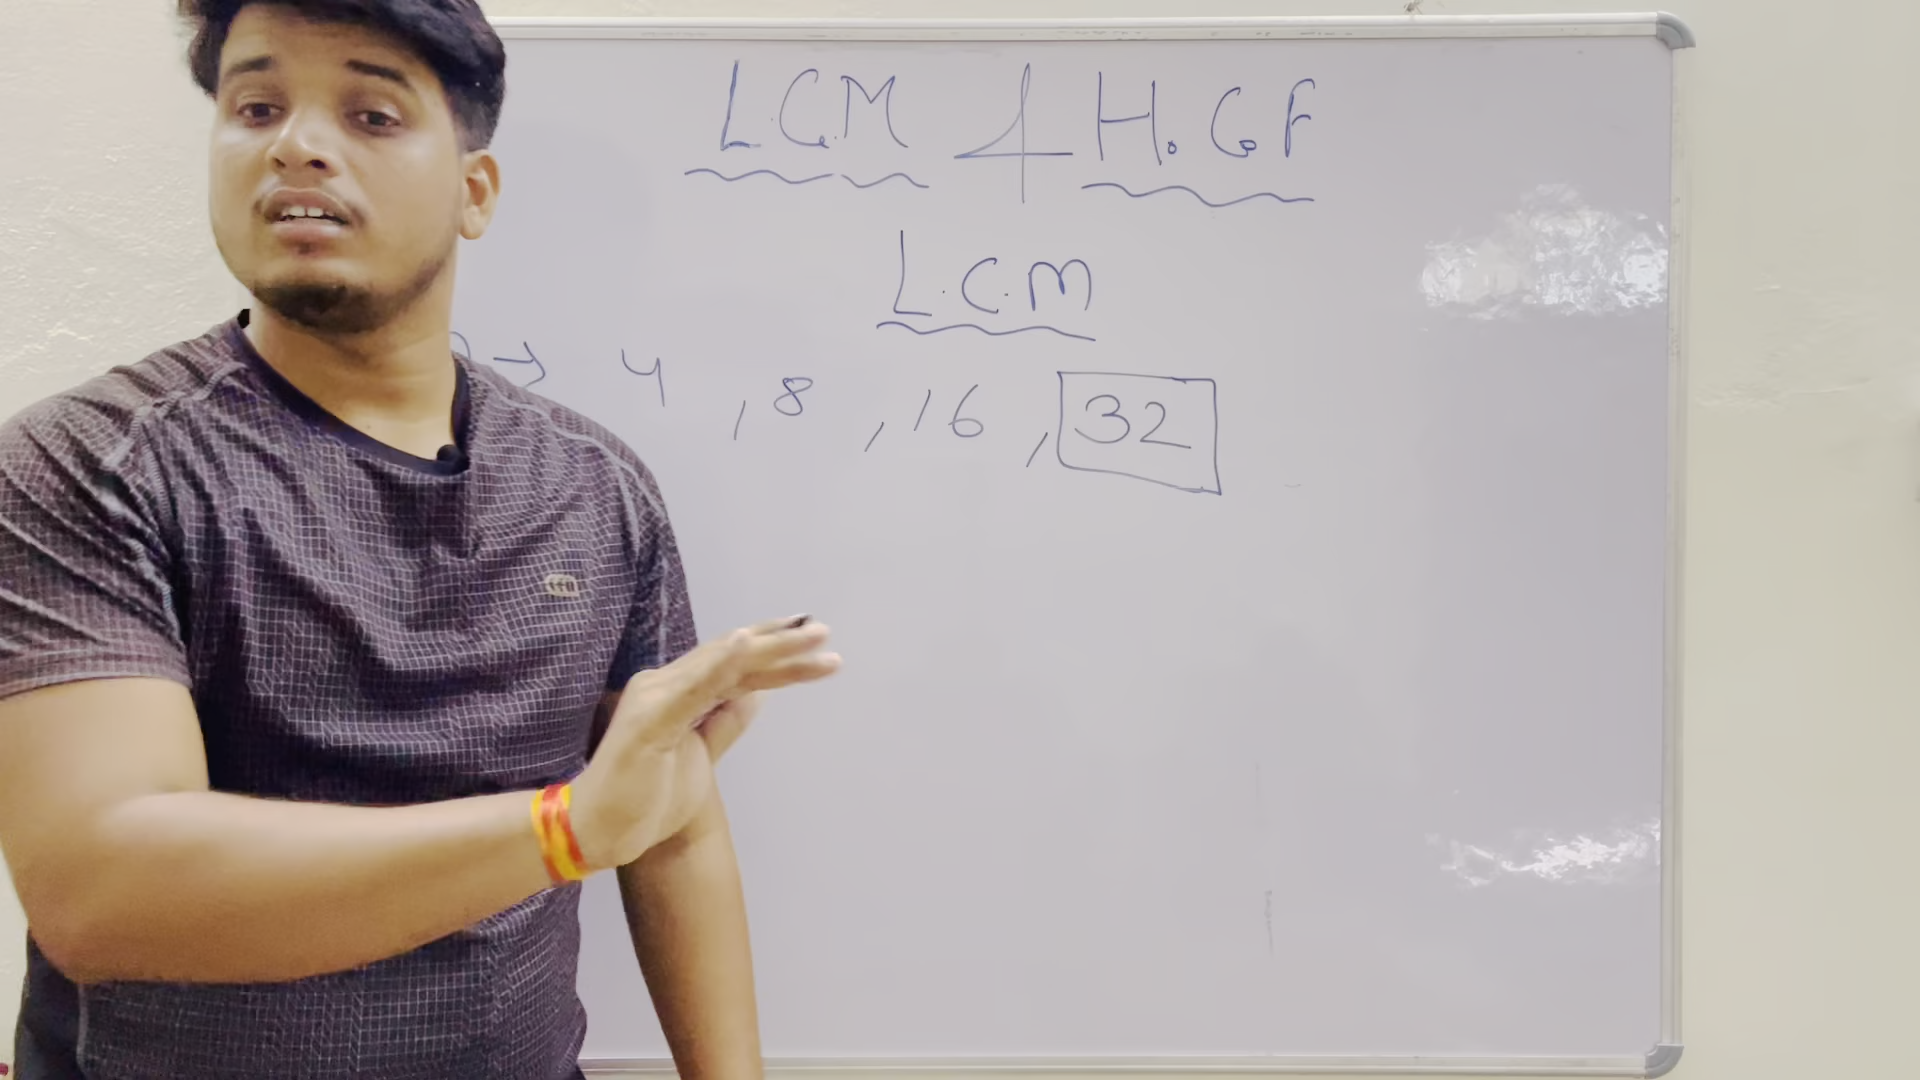 L.C.M & H.C.F
L.C.M
→ 4 , 8 , 16 , 32